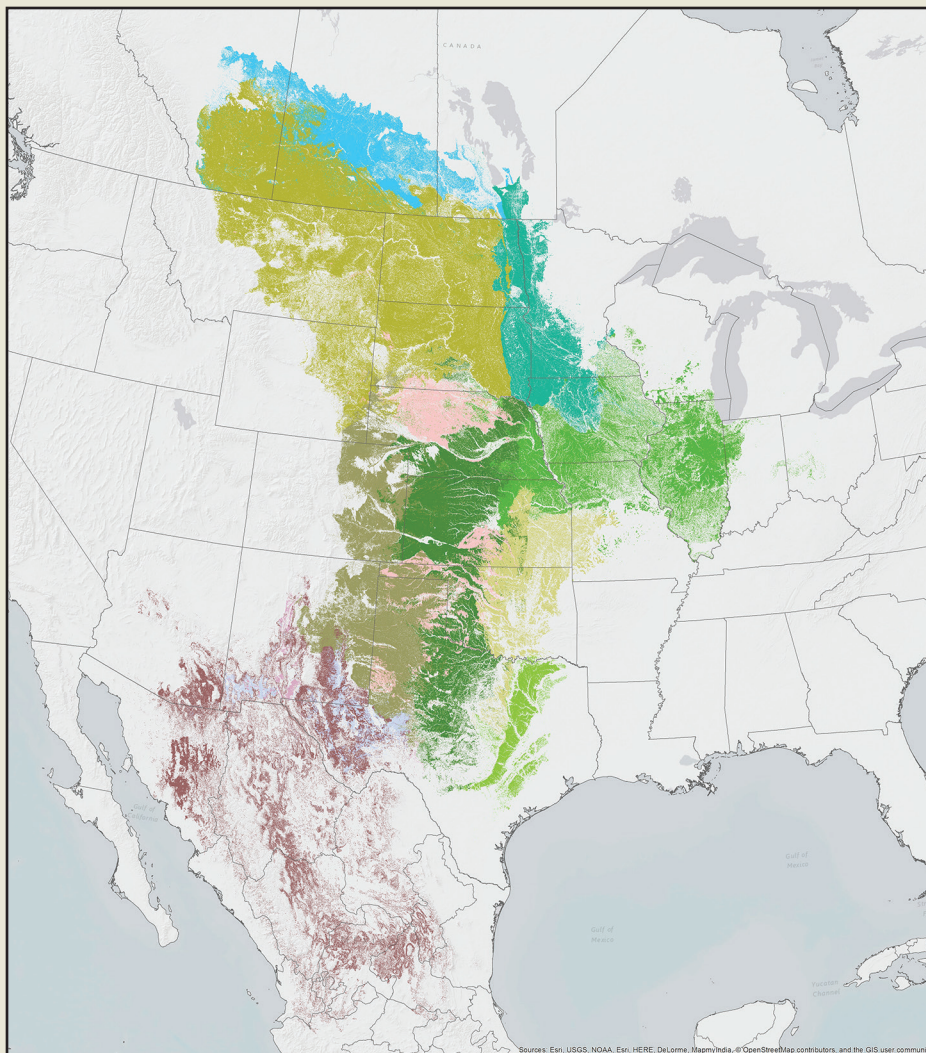 CANADA
Gulf of
California
Gulf of
Mexico
Gulf of
Mexico
Yucatan
Channel
Sources: Esri, USGS, NOAA, Esri, HERE, DeLorme, MapmyIndia, © OpenStreetMap contributors, and the GIS user